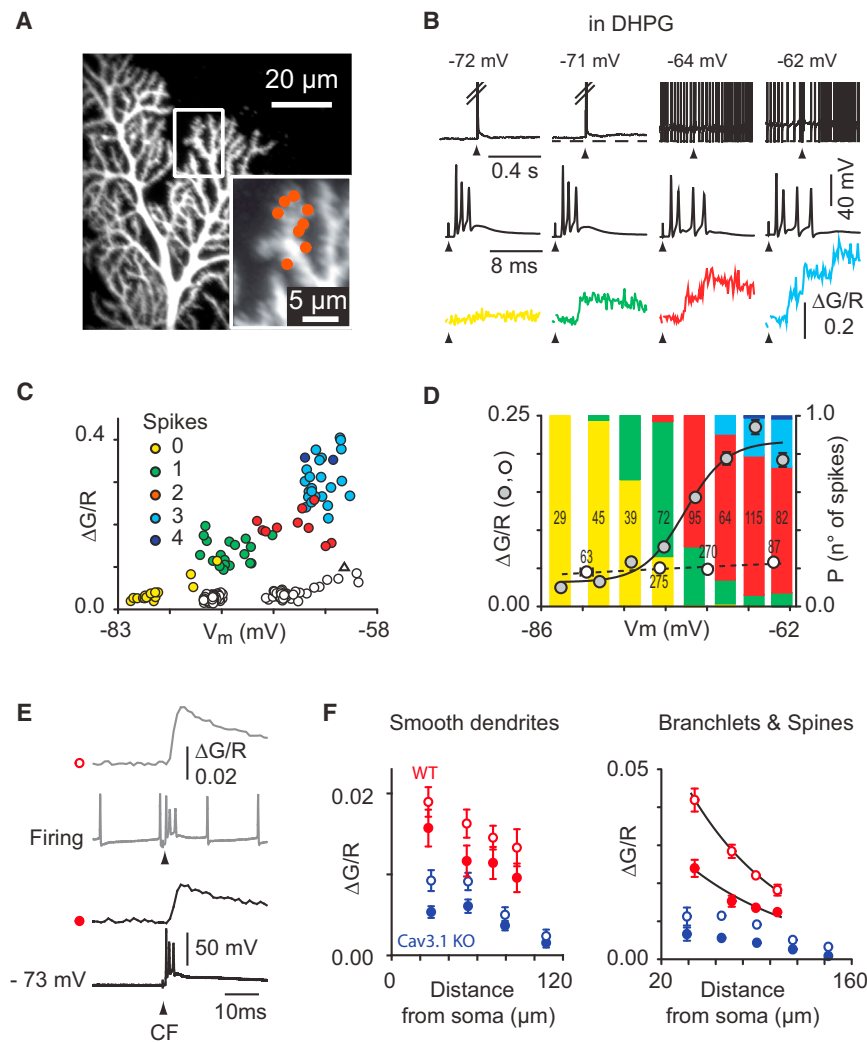 A
20 µm
5 µm
B
in DHPG
-72 mV
-71 mV
-64 mV
-62 mV
0.4 s
40 mV
8 ms
ΔG/R
0.2
C
Spikes
0
1
2
3
4
0.4
ΔG/R
0.0
-83
Vm (mV)
-58
D
0.25
ΔG/R ( , )
0.00
29
45
39
72
95
64
115
82
63
275
270
87
1.0
P (n° of spikes)
0.0
-86
Vm (mV)
-62
E
ΔG/R
0.02
Firing
50 mV
- 73 mV
10ms
CF
F
Smooth dendrites
Branchlets & Spines
WT
0.02
ΔG/R
0.00
Cav3.1 KO
0
120
Distance
from soma (µm)
0.05
ΔG/R
0.00
20
160
Distance
from soma (µm)